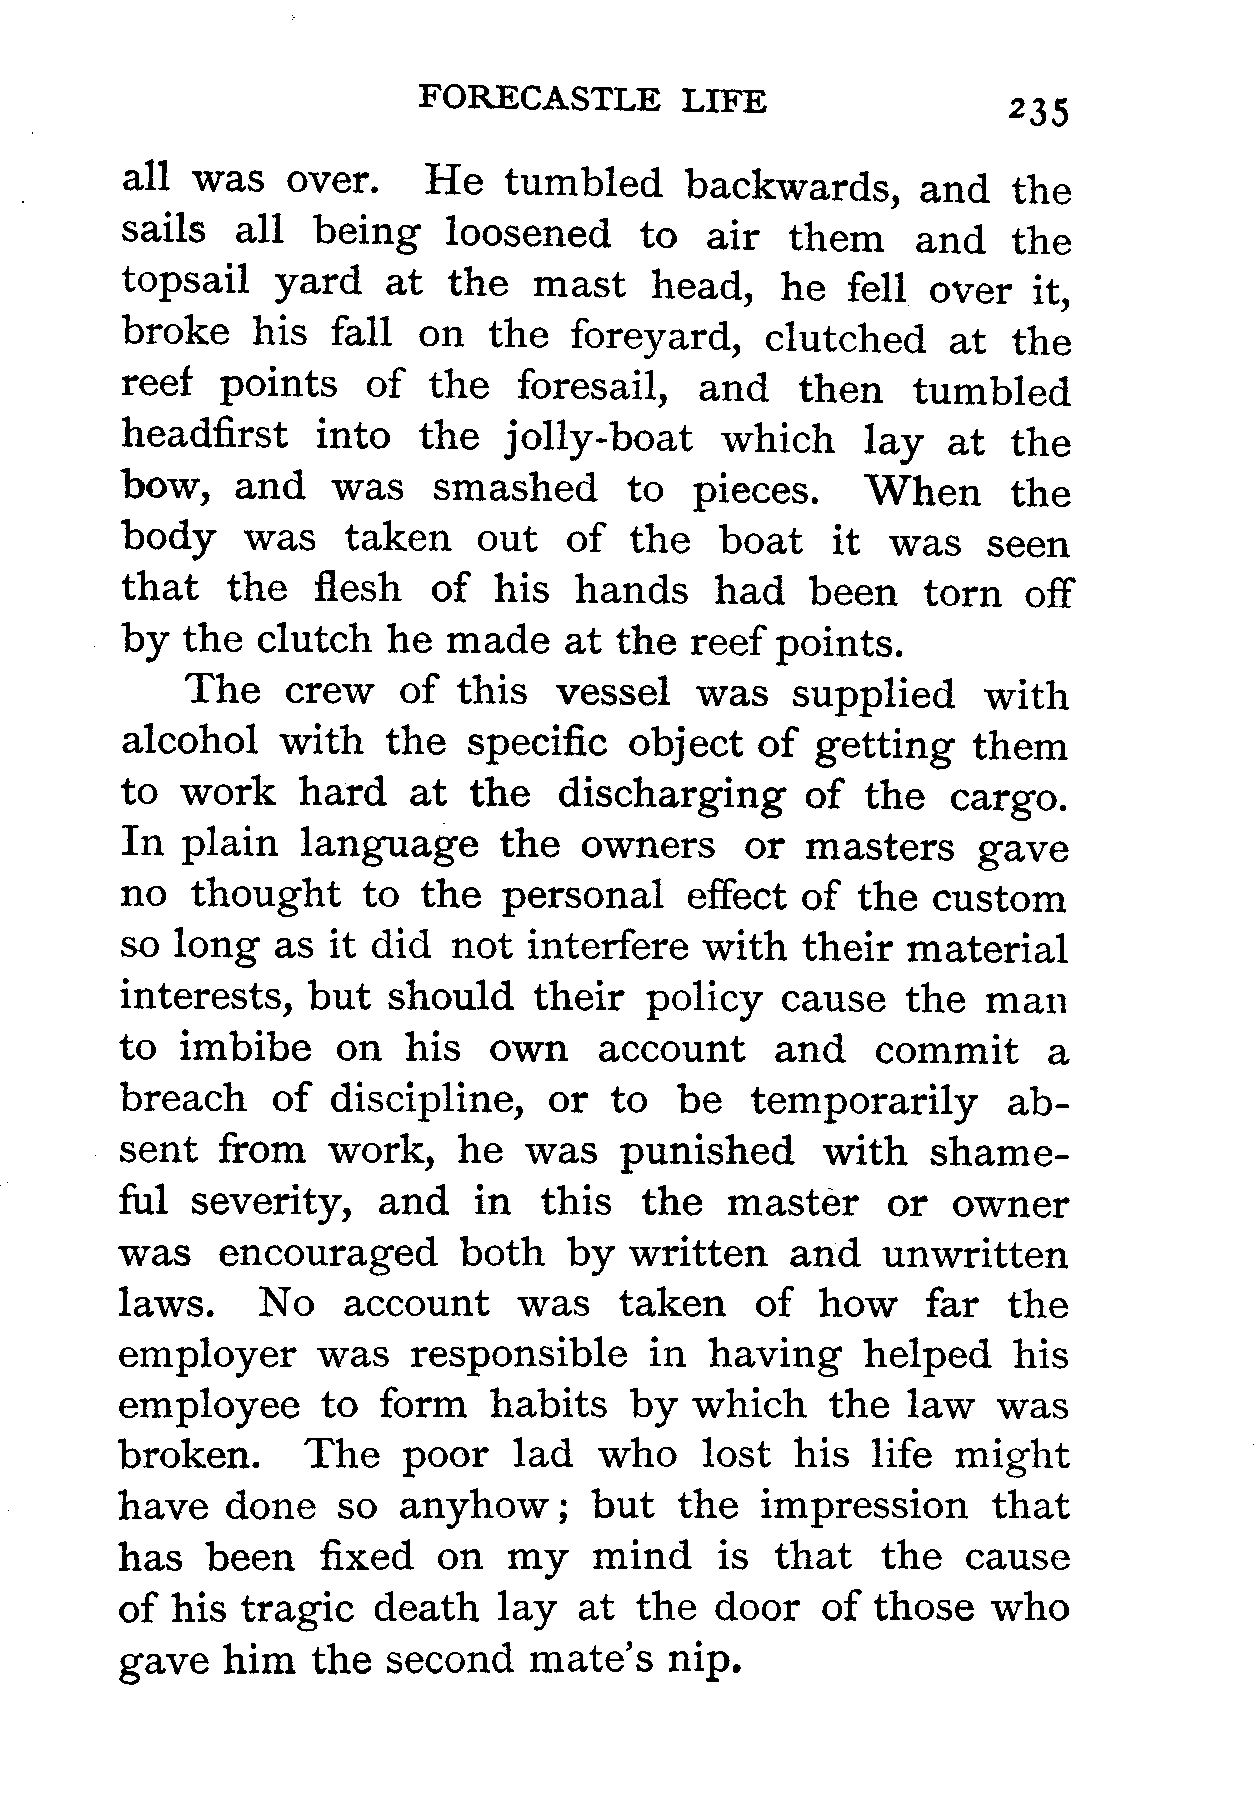 FORECASTLE LIFE 235
all was over. He tumbled backwards, and the
sails all being loosened to air them and the
topsail yard at the mast head, he fell over it,
broke his fall on the foreyard, clutched at the
reef points of the foresail, and then tumbled
headfirst into the jolly-boat which lay at the
bow, and was smashed to pieces. When the
body was taken out of the boat it was seen
that the flesh of his hands had been torn off
by the clutch he made at the reef points.
The crew of this vessel was supplied with
alcohol with the specific object of getting them
to work hard at the discharging of the cargo.
In plain language the owners or masters gave
no thought to the personal effect of the custom
so long as it did not interfere with their material
interests, but should their policy cause the man
to imbibe on his own account and commit a
breach of discipline, or to be temporarily ab-
sent from work, he was punished with shame-
ful severity, and in this the master or owner
was encouraged both by written and unwritten
laws. No account was taken of how far the
employer was responsible in having helped his
employee to form habits by which the law was
broken. The poor lad who lost his life might
have done so anyhow; but the impression that
has been fixed on my mind is that the cause
of his tragic death lay at the door of those who
gave him the second mate's nip.